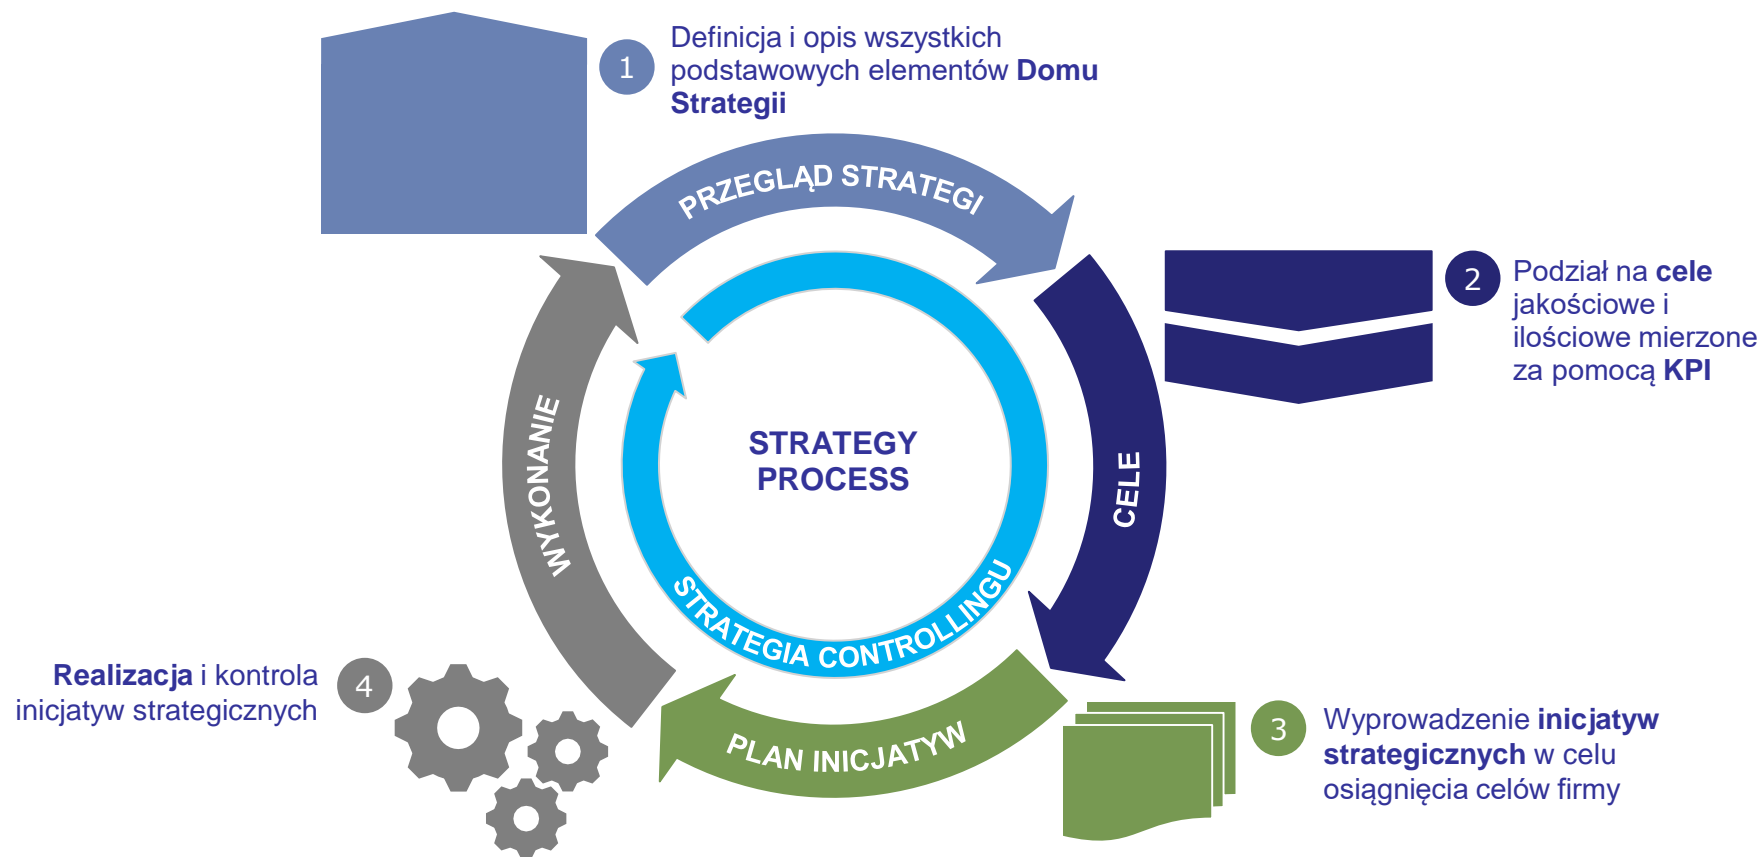 1
Definicja i opis wszystkich
podstawowych elementów Domu
Strategii
PRZEGLĄD STRATEGI
2
Podział na cele
jakościowe i
ilościowe mierzone
za pomocą KPI
CELE
WYKONANIE
STRATEGY
PROCESS
STRATEGIA CONTROLLINGU
PLAN INICJATYW
3
Wyprowadzenie inicjatyw
strategicznych w celu
osiągnięcia celów firmy
4
Realizacja i kontrola
inicjatyw strategicznych